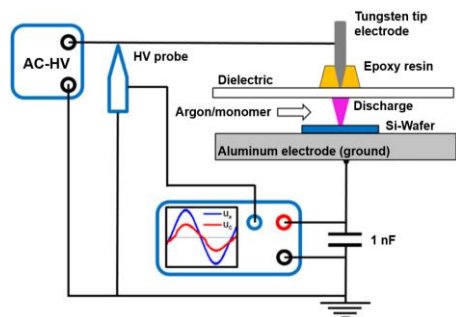 Tungsten tip
electrode
AC-HV
HV probe
Epoxy resin
Dielectric
Argon/monomer
Discharge
Si-Wafer
Aluminum electrode (ground)
Ua
1 nF